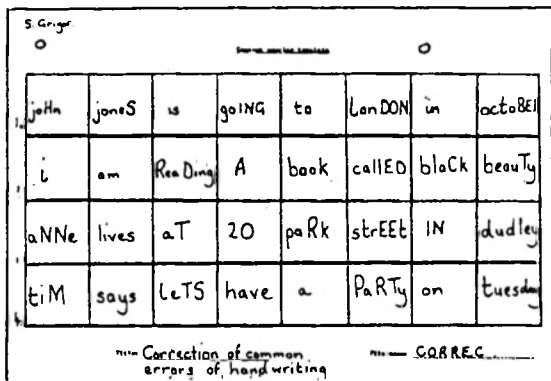 S. Griger
joHn joneS is goING to LonDON in octoBEI
i am ReaDing A book callED blaCk beauTy
aNNe lives aT 20 paRk strEEt IN dudley
tiM says LeTS have a PaRTy on tuesday
Correction of common CORREC
errors of handwriting